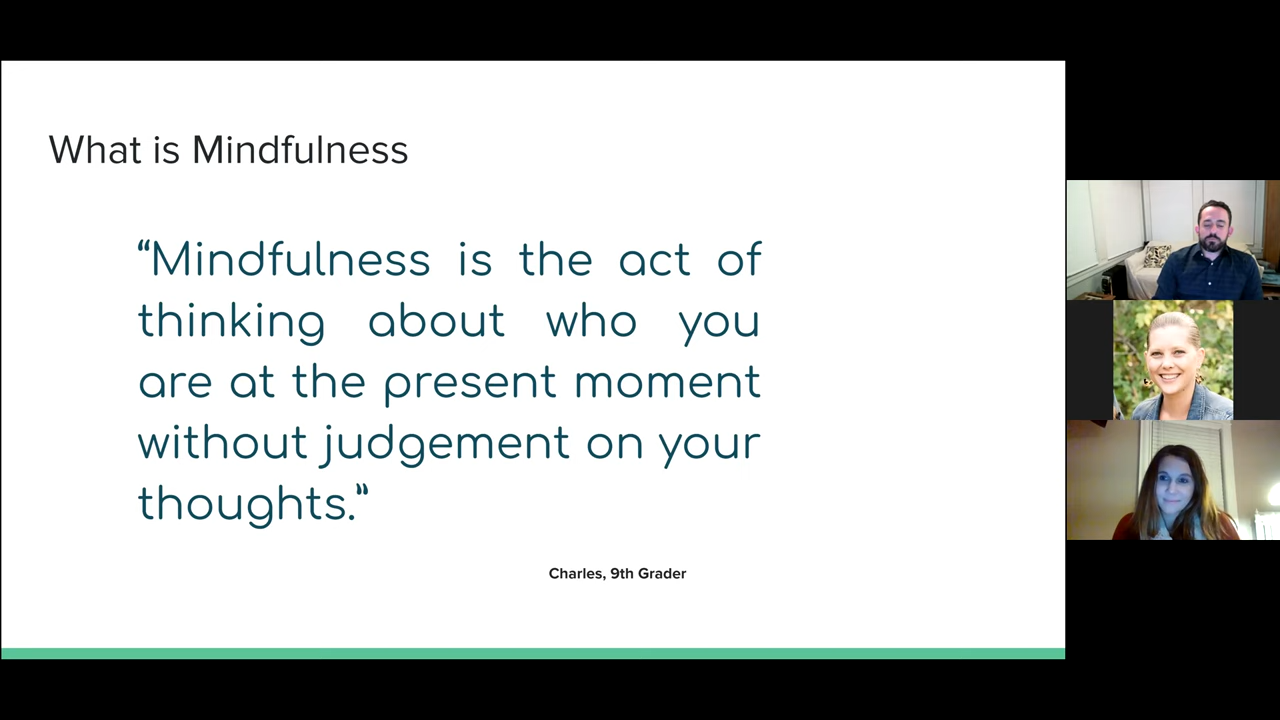 What is Mindfulness
“Mindfulness is the act of
thinking about who you
are at the present moment
without judgement on your
thoughts.”
Charles, 9th Grader